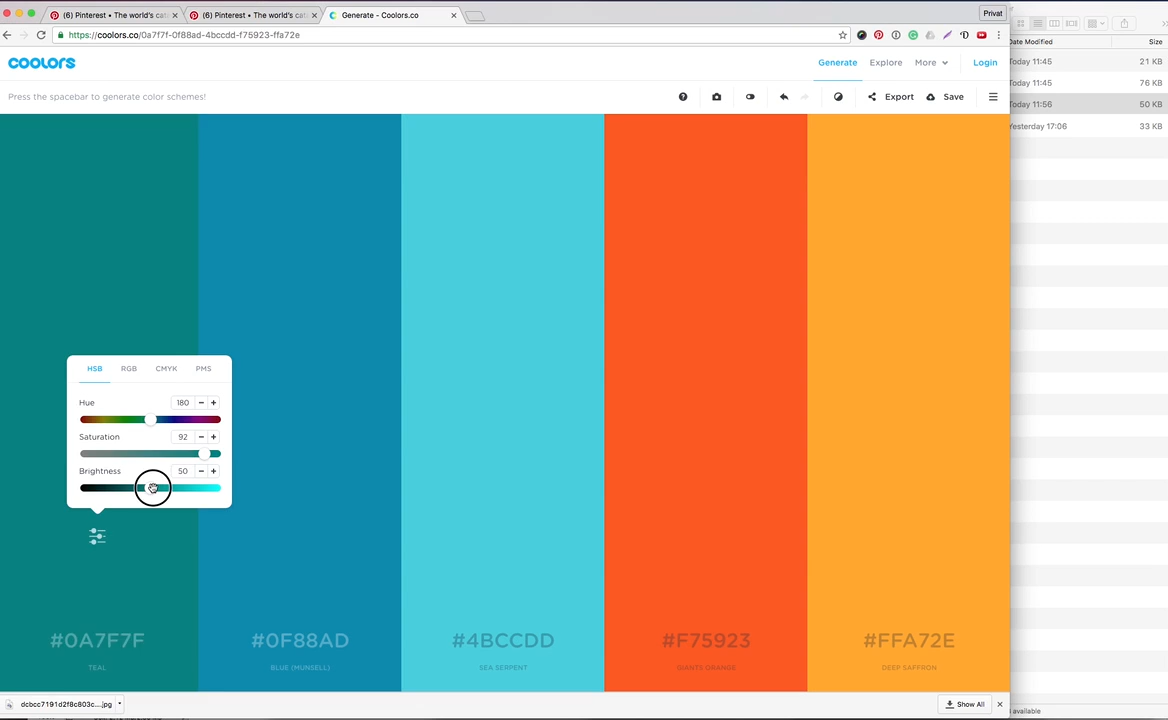 (6) Pinterest • The world's cat
(6) Pinterest • The world's cat
Generate - Coolors.co
Privat
https://coolors.co/0a7f7f-0f88ad-4bccdd-f75923-ffa72e
coolors
Generate
Explore
More
Login
Press the spacebar to generate color schemes!
Export
Save
Date Modified
Size
Today 11:45
21 KB
Today 11:45
76 KB
Today 11:56
50 KB
Yesterday 17:06
33 KB
HSB
RGB
CMYK
PMS
Hue
180
Saturation
92
Brightness
50
#0A7F7F
#0F88AD
#4BCCDD
#F75923
#FFA72E
TEAL
BLUE (MUNSELL)
SEA SERPENT
GIANTS ORANGE
DEEP SAFFRON
dcbcc7191d2f8c803c....jpg
Show All
available